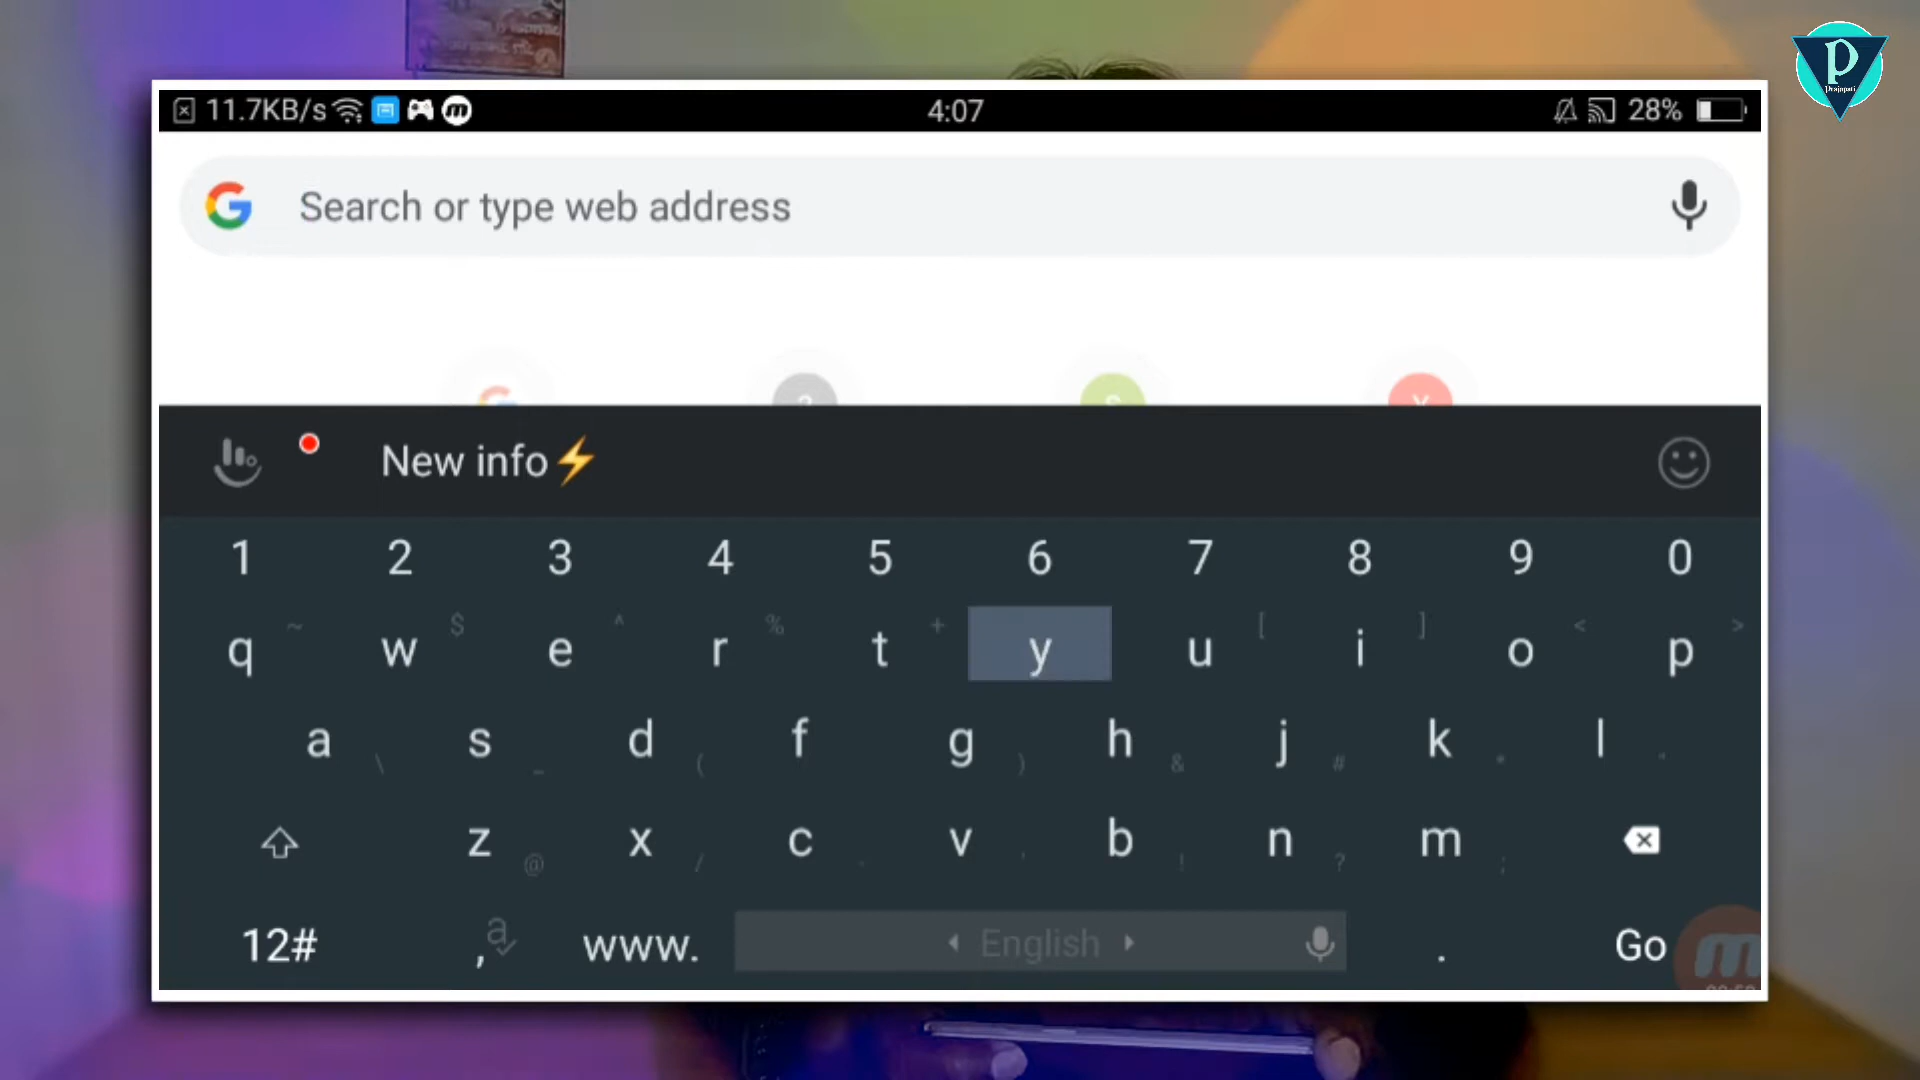 P
Prajapati
11.7KB/s 4:07 28%
G Search or type web address
New info⚡
1 2 3 4 5 6 7 8 9 0
~ $ ^ % + [ ] < >
q w e r t y u i o p
a s d f g h j k l
\ _ ( ) & # *
z x c v b n m
@ / ' ! ? ;
12# , a www. English . Go